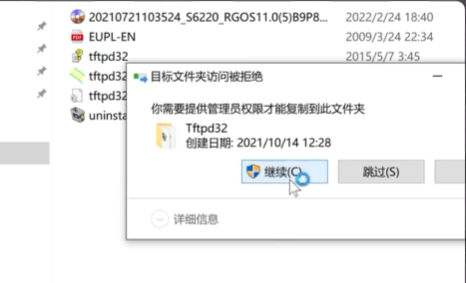 20210721103524_S6220_RGOS11.0(5)B9P8... 2022/2/24 18:40
EUPL-EN 2009/3/24 22:34
tftpd32 2015/5/7 3:45
tftpd32
tftpd32
uninsta
目标文件夹访问被拒绝
你需要提供管理员权限才能复制到此文件夹
Tftpd32
创建日期: 2021/10/14 12:28
继续(C) 跳过(S)
详细信息